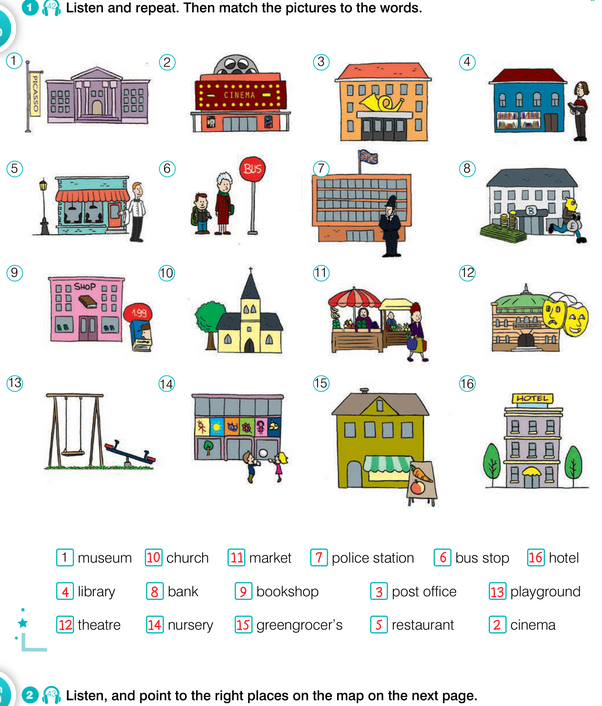 1 42 Listen and repeat. Then match the pictures to the words.
1 2 3 4
PICASSO
CINEMA
5 6 7 8
BUS
B
£
9 10 11 12
SHOP
1.99
13 14 15 16
HOTEL
1 museum 10 church 11 market 7 police station 6 bus stop 16 hotel
4 library 8 bank 9 bookshop 3 post office 13 playground
12 theatre 14 nursery 15 greengrocer's 5 restaurant 2 cinema
2 43 Listen, and point to the right places on the map on the next page.